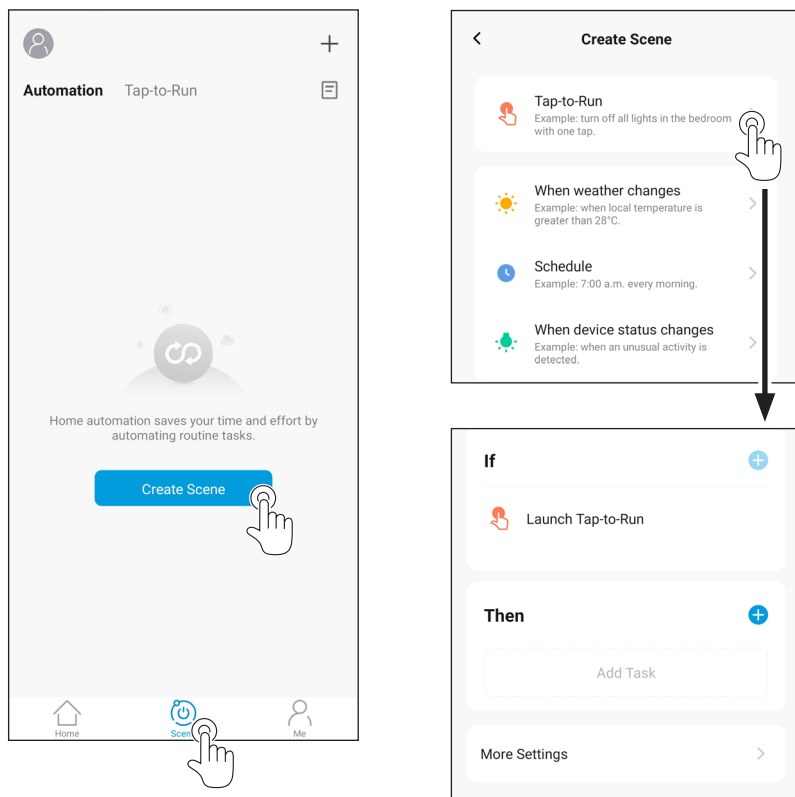 Automation Tap-to-Run
Home automation saves your time and effort by
automating routine tasks.
Create Scene
Home
Me
Create Scene
Tap-to-Run
Example: turn off all lights in the bedroom
with one tap.
When weather changes
Example: when local temperature is
greater than 28°C.
Schedule
Example: 7:00 a.m. every morning.
When device status changes
Example: when an unusual activity is
detected.
If
Launch Tap-to-Run
Then
Add Task
More Settings